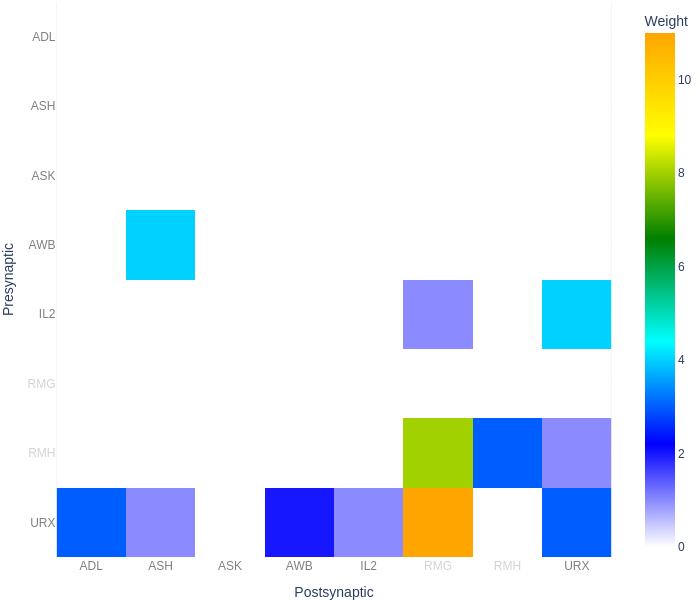 Weight
10
8
6
4
2
0
Presynaptic
ADL
ASH
ASK
AWB
IL2
RMG
RMH
URX
ADL ASH ASK AWB IL2 RMG RMH URX
Postsynaptic